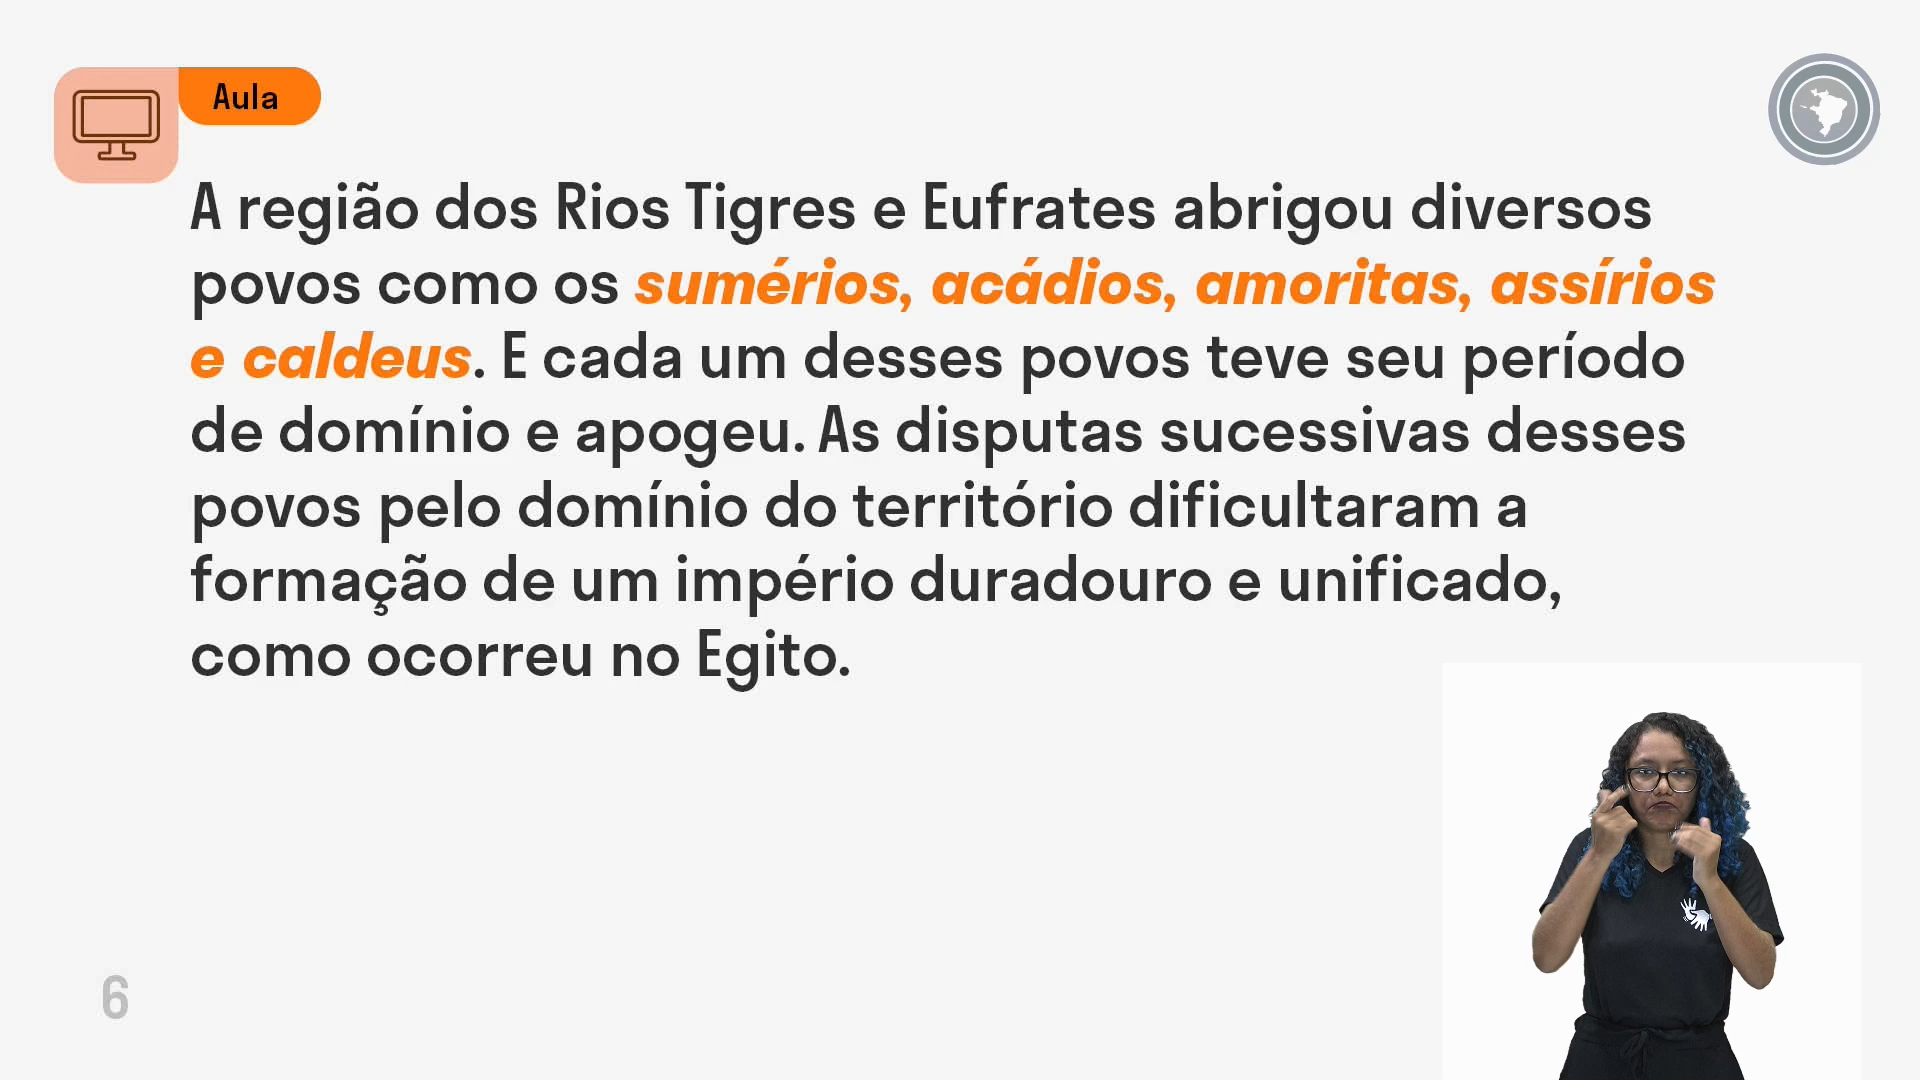 Aula
A região dos Rios Tigres e Eufrates abrigou diversos
povos como os sumérios, acádios, amoritas, assírios
e caldeus. E cada um desses povos teve seu período
de domínio e apogeu. As disputas sucessivas desses
povos pelo domínio do território dificultaram a
formação de um império duradouro e unificado,
como ocorreu no Egito.
6